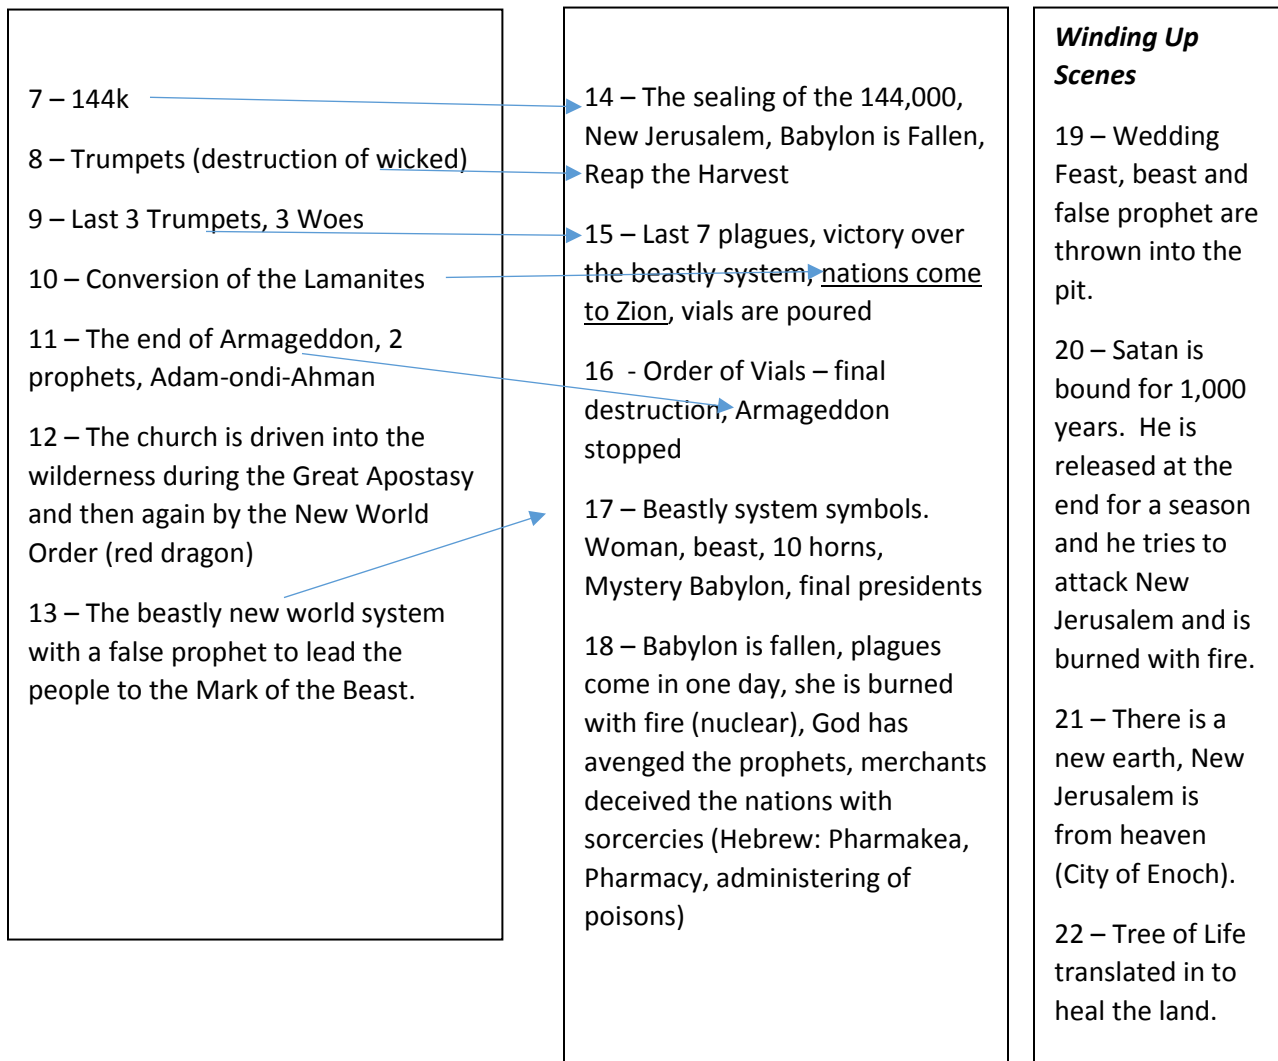 7 – 144k
8 – Trumpets (destruction of wicked)
9 – Last 3 Trumpets, 3 Woes
10 – Conversion of the Lamanites
11 – The end of Armageddon, 2
prophets, Adam-ondi-Ahman
12 – The church is driven into the
wilderness during the Great Apostasy
and then again by the New World
Order (red dragon)
13 – The beastly new world system
with a false prophet to lead the
people to the Mark of the Beast.
14 – The sealing of the 144,000,
New Jerusalem, Babylon is Fallen,
Reap the Harvest
15 – Last 7 plagues, victory over
the beastly system, nations come
to Zion, vials are poured
16  - Order of Vials – final
destruction, Armageddon
stopped
17 – Beastly system symbols.
Woman, beast, 10 horns,
Mystery Babylon, final presidents
18 – Babylon is fallen, plagues
come in one day, she is burned
with fire (nuclear), God has
avenged the prophets, merchants
deceived the nations with
sorcercies (Hebrew: Pharmakea,
Pharmacy, administering of
poisons)
Winding Up
Scenes
19 – Wedding
Feast, beast and
false prophet are
thrown into the
pit.
20 – Satan is
bound for 1,000
years.  He is
released at the
end for a season
and he tries to
attack New
Jerusalem and is
burned with fire.
21 – There is a
new earth, New
Jerusalem is
from heaven
(City of Enoch).
22 – Tree of Life
translated in to
heal the land.